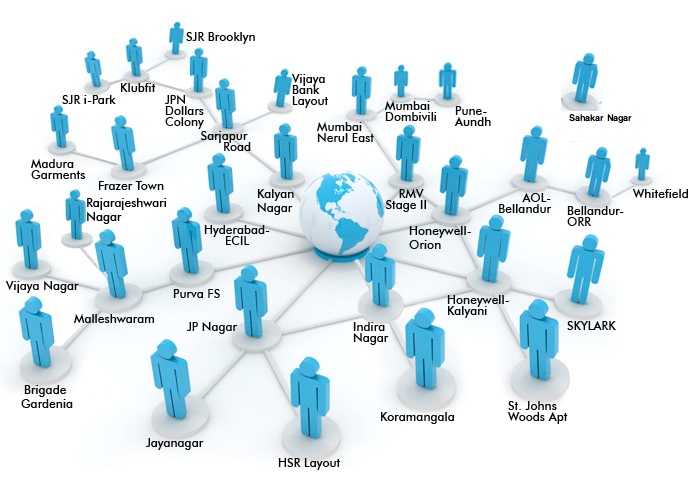 SJR Brooklyn
Klubfit
SJR i-Park
JPN
Dollars
Colony
Vijaya
Bank
Layout
Sarjapur
Road
Mumbai
Nerul East
Mumbai
Dombivili
Pune-
Aundh
Sahakar Nagar
Madura
Garments
Frazer Town
Rajarajeshwari
Nagar
Kalyan
Nagar
Hyderabad-
ECIL
RMV
Stage II
Honeywell-
Orion
AOL-
Bellandur
Bellandur-
ORR
Whitefield
Vijaya Nagar
Malleshwaram
Purva FS
JP Nagar
Indira
Nagar
Honeywell-
Kalyani
SKYLARK
Brigade
Gardenia
Jayanagar
HSR Layout
Koramangala
St. Johns
Woods Apt